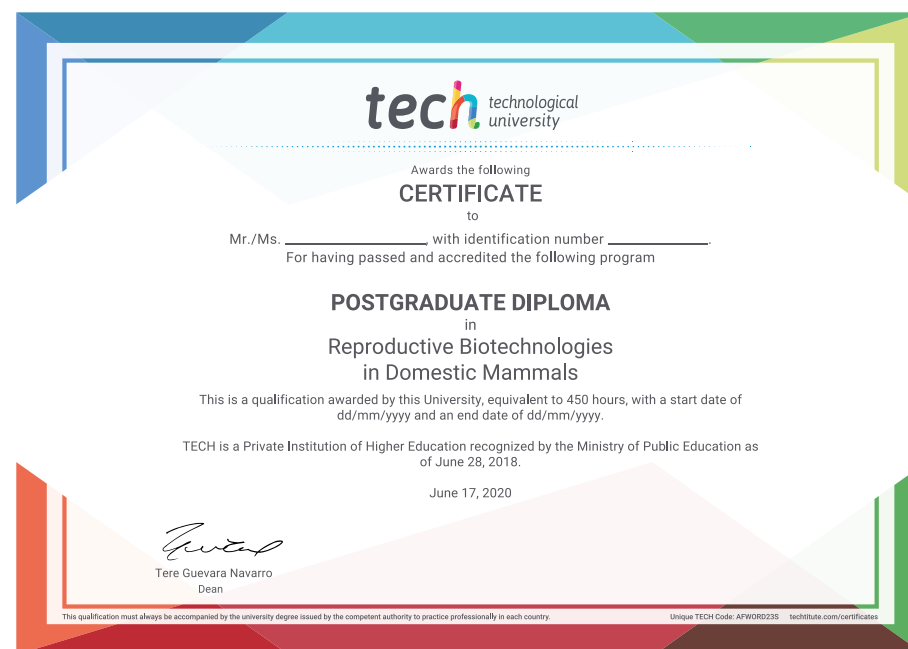 tech technological
university
Awards the following
CERTIFICATE
to
Mr./Ms. ____________, with identification number ____________.
For having passed and accredited the following program
POSTGRADUATE DIPLOMA
in
Reproductive Biotechnologies
in Domestic Mammals
This is a qualification awarded by this University, equivalent to 450 hours, with a start date of
dd/mm/yyyy and an end date of dd/mm/yyyy.
TECH is a Private Institution of Higher Education recognized by the Ministry of Public Education as
of June 28, 2018.
June 17, 2020
Tere Guevara Navarro
Dean
This qualification must always be accompanied by the university degree issued by the competent authority to practice professionally in each country. Unique TECH Code: AFWORD23S techtitute.com/certificates